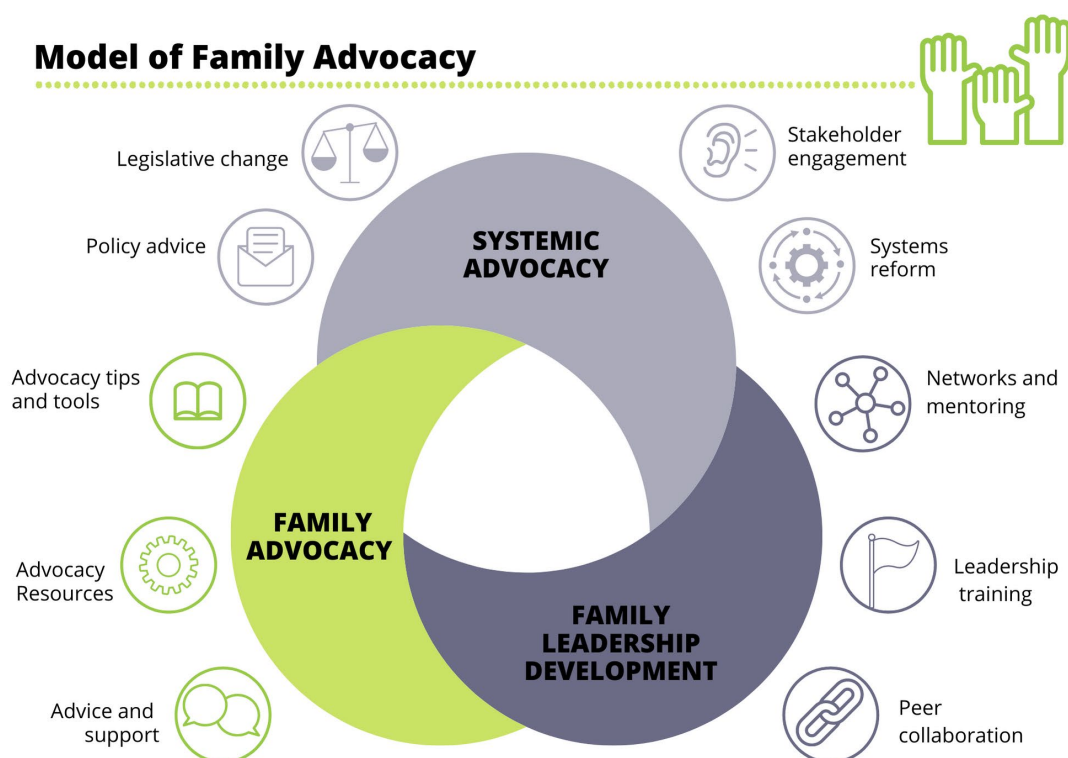 Model of Family Advocacy
Legislative change
Stakeholder
engagement
Policy advice
SYSTEMIC
ADVOCACY
Systems
reform
Advocacy tips
and tools
Networks and
mentoring
FAMILY
ADVOCACY
Advocacy
Resources
Leadership
training
FAMILY
LEADERSHIP
DEVELOPMENT
Advice and
support
Peer
collaboration